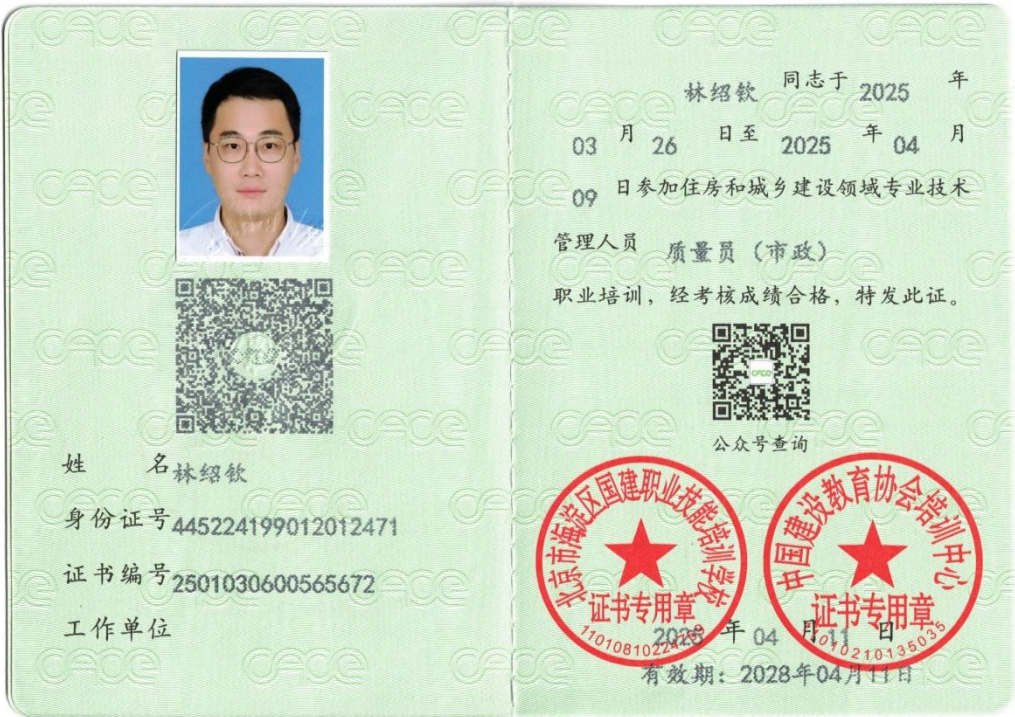 姓 名 林绍钦
身份证号 445224199012012471
证书编号 2501030600565672
工作单位
林绍钦 同志于 2025 年
03 月 26 日至 2025 年 04 月
09 日参加住房和城乡建设领域专业技术
管理人员 质量员（市政）
职业培训，经考核成绩合格，特发此证。
CACE
公众号查询
北京市海淀区国建职业技能培训学校
证书专用章
中国建设教育协会培训中心
证书专用章
2025 年 04 月 11 日
有效期：2028年04月11日